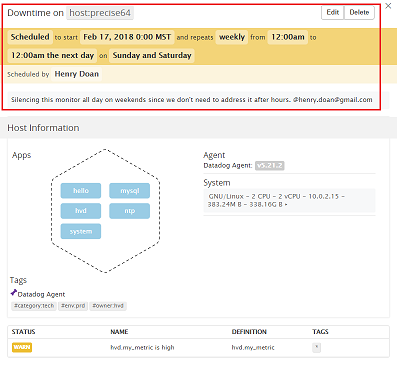 Downtime on host:precise64
Edit Delete
Scheduled to start Feb 17, 2018 0:00 MST and repeats weekly from 12:00am to
12:00am the next day on Sunday and Saturday
Scheduled by Henry Doan
Silencing this monitor all day on weekends since we don't need to address it after hours. @henry.doan@gmail.com
Host Information
Apps
hello mysql
hvd ntp
system
Agent
Datadog Agent: v5.21.2
System
GNU/Linux - 2 CPU - 2 vCPU - 10.0.2.15 -
383.24M B - 338.16G B •
Tags
Datadog Agent
#category:tech #env:prd #owner:hvd
STATUS NAME DEFINITION TAGS
WARN hvd.my_metric is high hvd.my_metric *